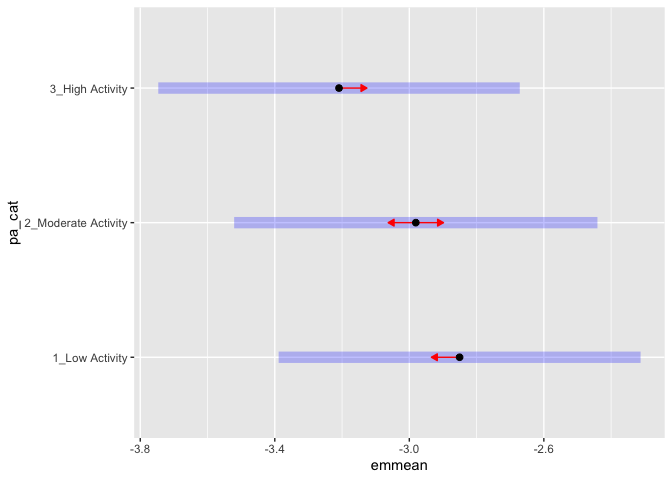 3_High Activity
2_Moderate Activity
1_Low Activity
pa_cat
-3.8 -3.4 -3.0 -2.6
emmean